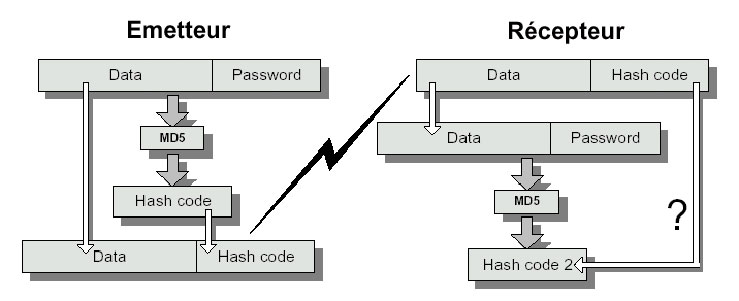 Emetteur
Récepteur
Data Password
Data Hash code
MD5
Data Password
Hash code
MD5
?
Data Hash code
Hash code 2